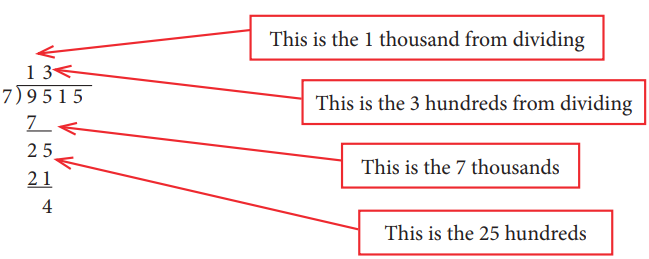 This is the 1 thousand from dividing
1 3
7)9 5 1 5
This is the 3 hundreds from dividing
7
2 5
This is the 7 thousands
2 1
4
This is the 25 hundreds